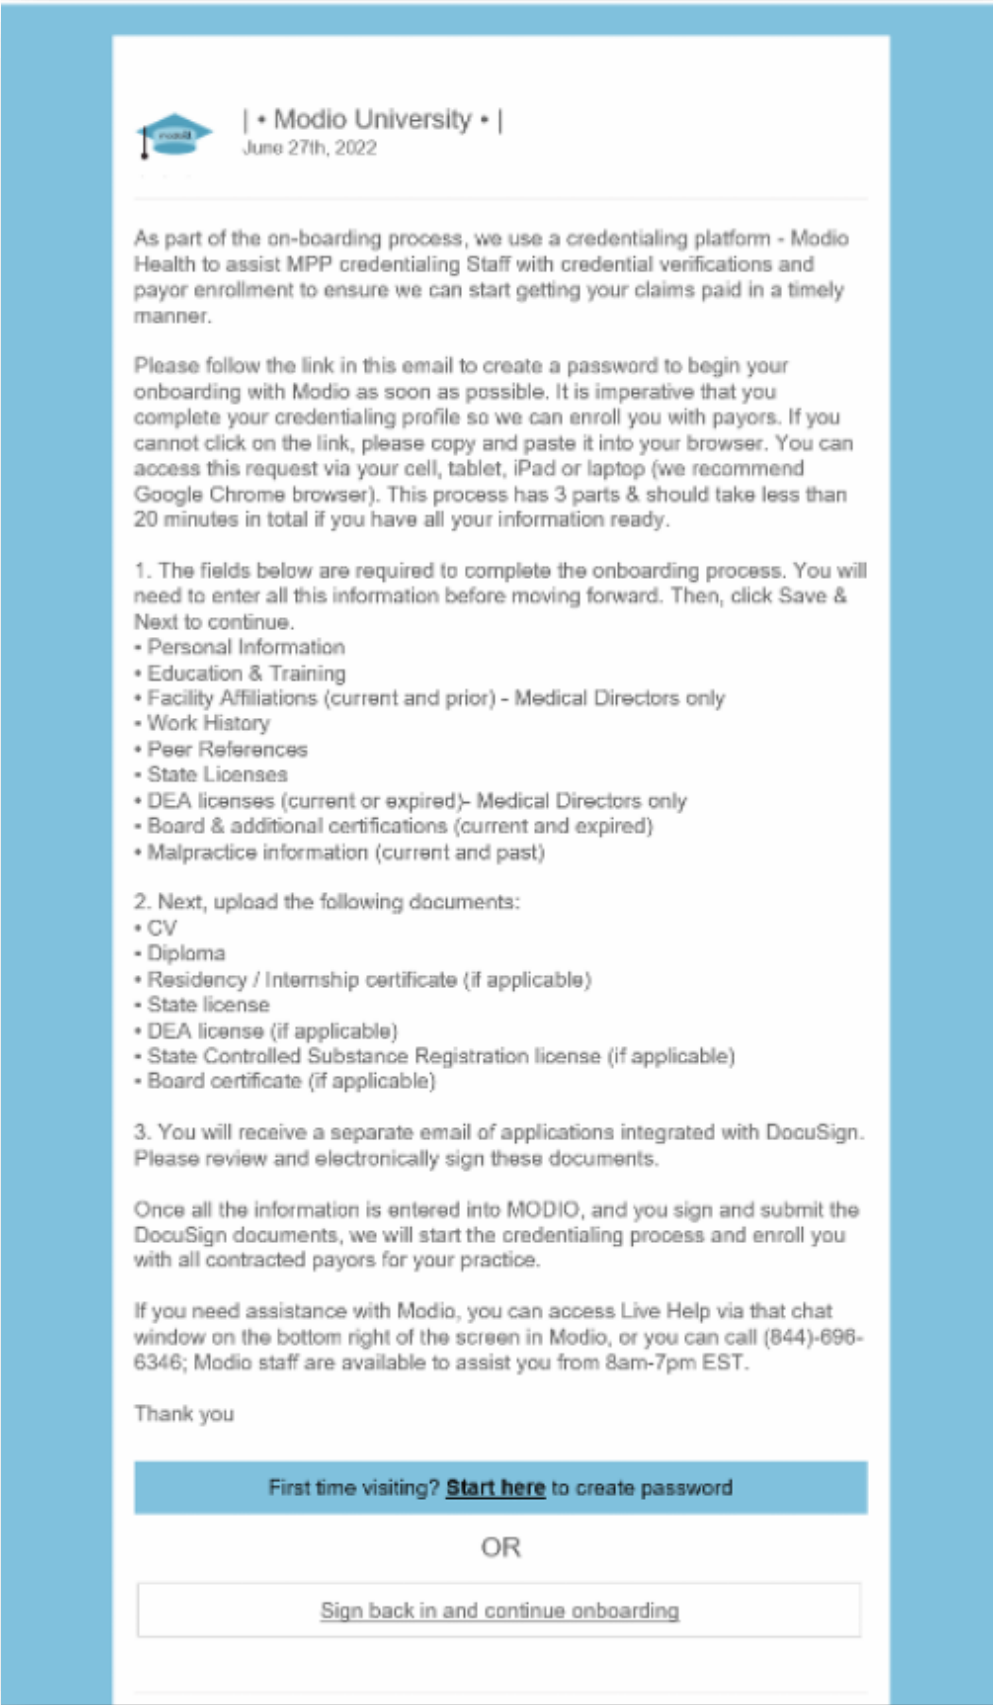 | • Modio University • |
June 27th, 2022
As part of the on-boarding process, we use a credentialing platform - Modio
Health to assist MPP credentialing Staff with credential verifications and
payor enrollment to ensure we can start getting your claims paid in a timely
manner.
Please follow the link in this email to create a password to begin your
onboarding with Modio as soon as possible. It is imperative that you
complete your credentialing profile so we can enroll you with payors. If you
cannot click on the link, please copy and paste it into your browser. You can
access this request via your cell, tablet, iPad or laptop (we recommend
Google Chrome browser). This process has 3 parts & should take less than
20 minutes in total if you have all your information ready.
1. The fields below are required to complete the onboarding process. You will
need to enter all this information before moving forward. Then, click Save &
Next to continue.
• Personal Information
• Education & Training
• Facility Affiliations (current and prior) - Medical Directors only
• Work History
• Peer References
• State Licenses
• DEA licenses (current or expired)- Medical Directors only
• Board & additional certifications (current and expired)
• Malpractice information (current and past)
2. Next, upload the following documents:
• CV
• Diploma
• Residency / Internship certificate (if applicable)
• State license
• DEA license (if applicable)
• State Controlled Substance Registration license (if applicable)
• Board certificate (if applicable)
3. You will receive a separate email of applications integrated with DocuSign.
Please review and electronically sign these documents.
Once all the information is entered into MODIO, and you sign and submit the
DocuSign documents, we will start the credentialing process and enroll you
with all contracted payors for your practice.
If you need assistance with Modio, you can access Live Help via that chat
window on the bottom right of the screen in Modio, or you can call (844)-696-
6346; Modio staff are available to assist you from 8am-7pm EST.
Thank you
First time visiting? Start here to create password
OR
Sign back in and continue onboarding